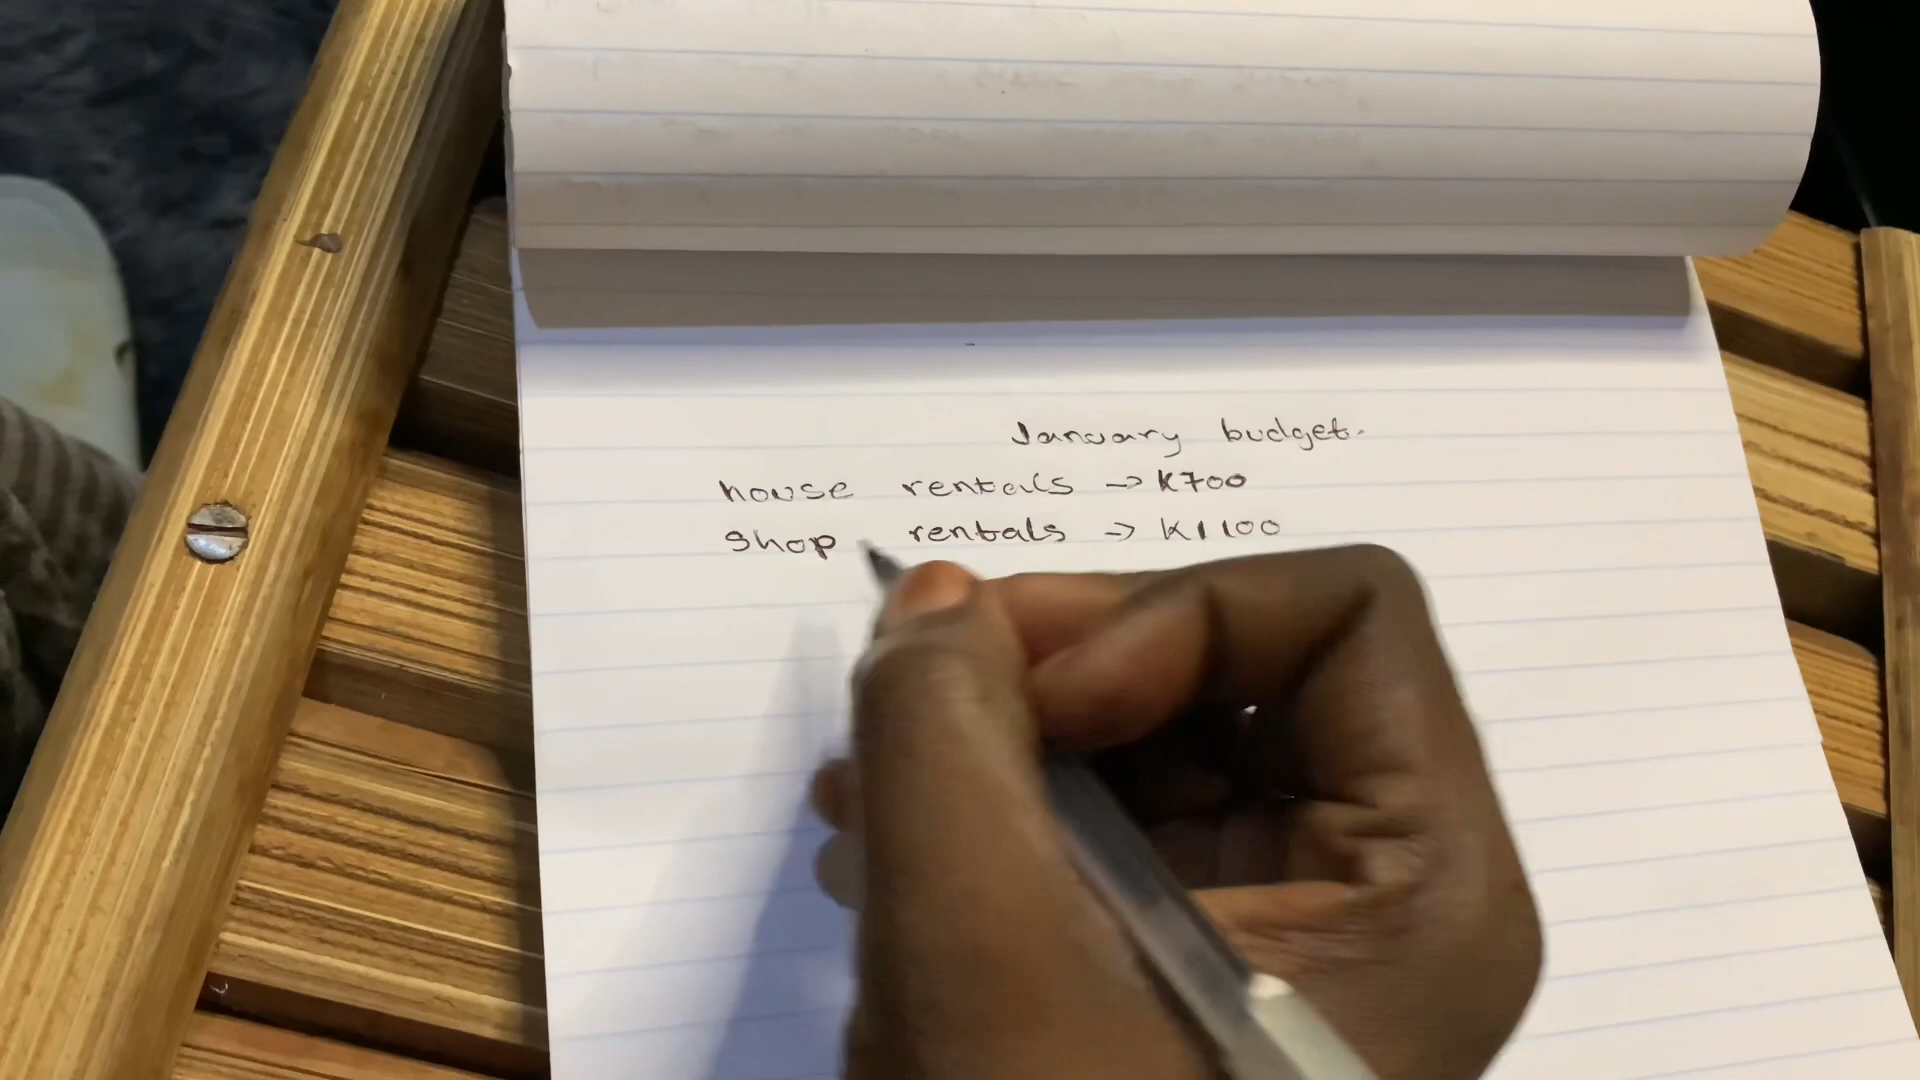 January budget.
house rentals -> K700
shop rentals -> K1100